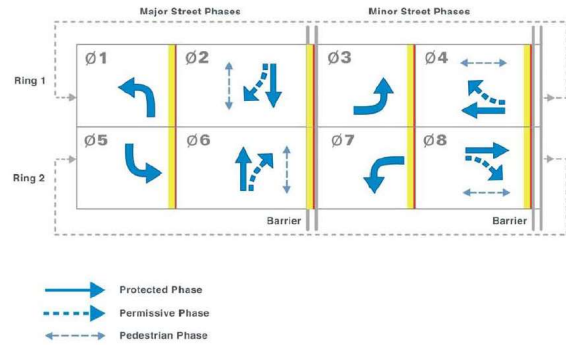 Major Street Phases
Minor Street Phases
Ring 1
Ø1
Ø2
Ø3
Ø4
Ring 2
Ø5
Ø6
Ø7
Ø8
Barrier
Barrier
Protected Phase
Permissive Phase
Pedestrian Phase